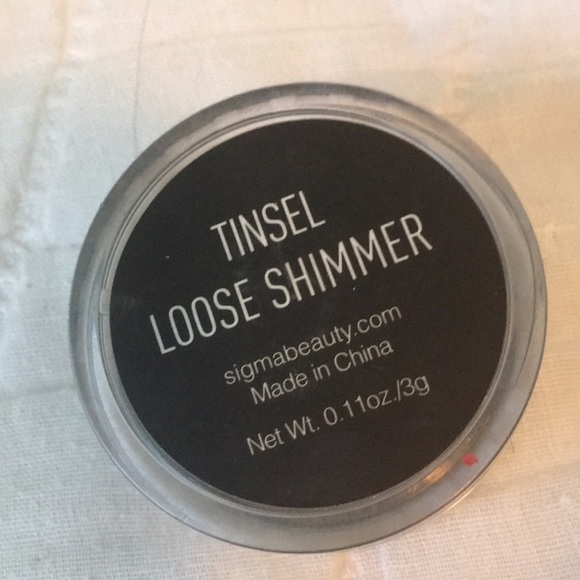 TINSEL
LOOSE SHIMMER
sigmabeauty.com
Made in China
Net Wt. 0.11oz./3g